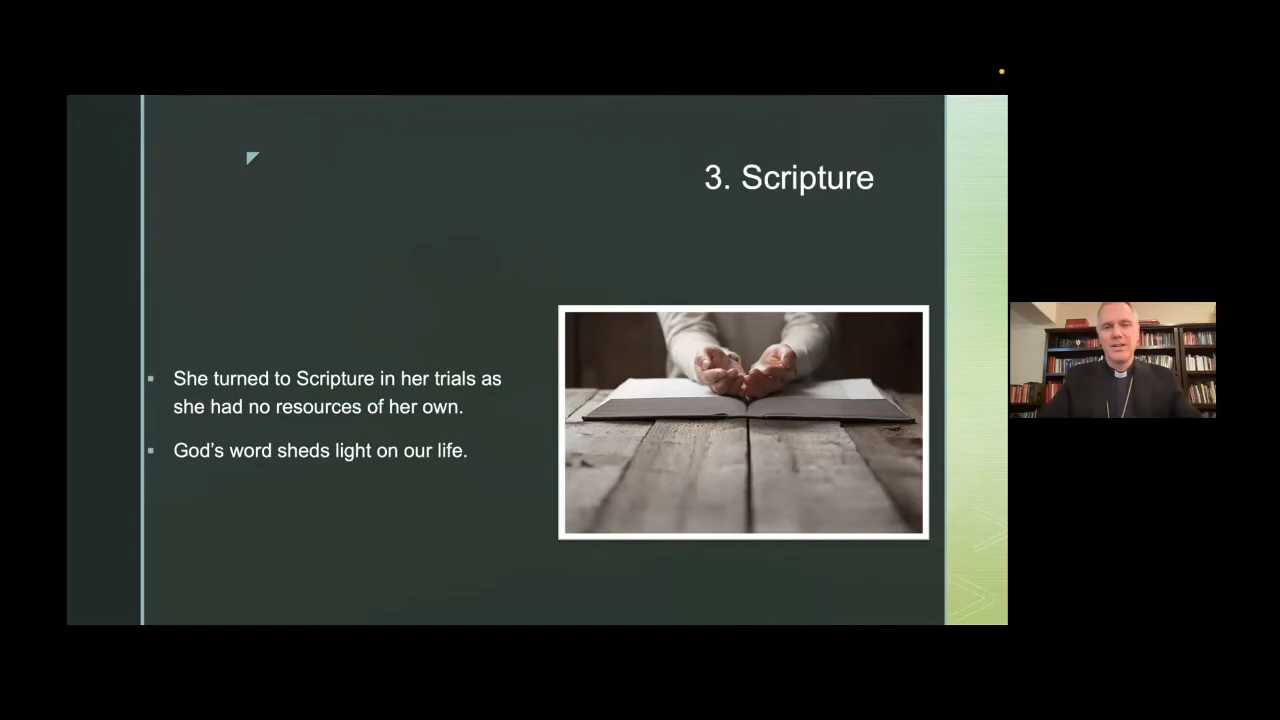 3. Scripture
She turned to Scripture in her trials as
she had no resources of her own.
God's word sheds light on our life.